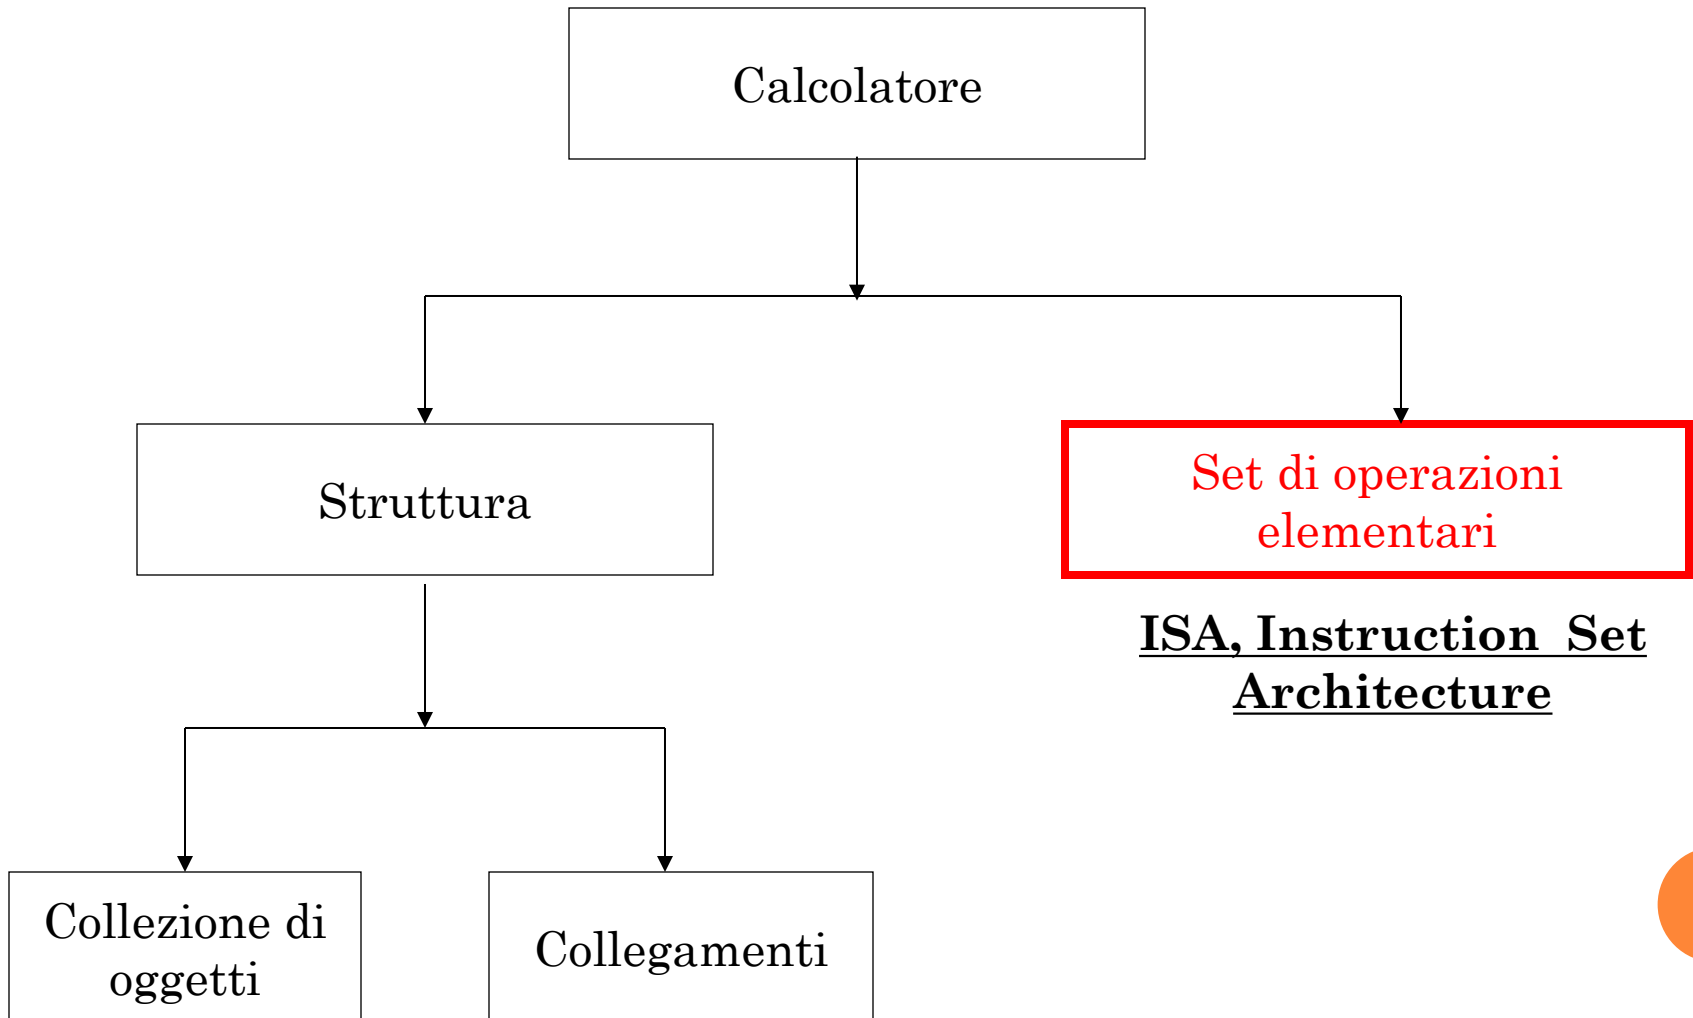 Calcolatore
Struttura
Set di operazioni
elementari
ISA, Instruction Set
Architecture
Collezione di
oggetti
Collegamenti